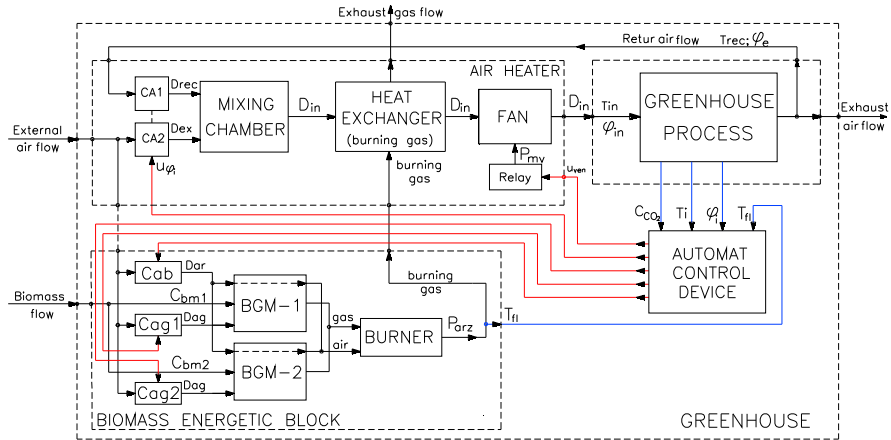 Exhaust gas flow
Retur air flow Trec; φe
AIR HEATER
CA1
Drec
MIXING
CHAMBER
Din
HEAT
EXCHANGER
(burning gas)
Din
FAN
Din
Tin
φin
GREENHOUSE
PROCESS
Exhaust
air flow
External
air flow
CA2
Dex
uφi
burning
gas
Pmv
Relay
uven
CCO2
Ti
φi
Tfl
AUTOMAT
CONTROL
DEVICE
Cab
Dar
burning
gas
Biomass
flow
Cbm1
BGM-1
Cag1
Dag
gas
BURNER
Parz
Tfl
air
Cbm2
BGM-2
Cag2
Dag
BIOMASS ENERGETIC BLOCK
GREENHOUSE